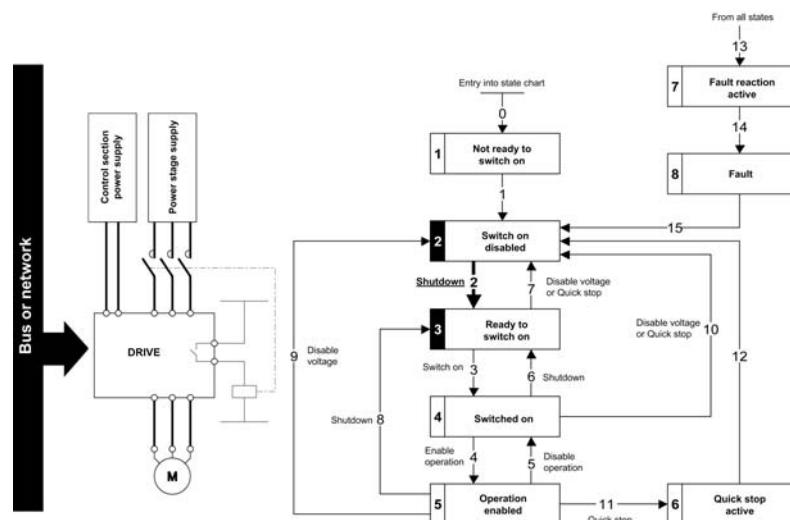 From all states
13
7
Fault reaction
active
14
8
Fault
15
Entry into state chart
0
1
Not ready to
switch on
1
2
Switch on
disabled
Shutdown 2
7
Disable voltage
or Quick stop
3
Ready to
switch on
Switch on 3
6 Shutdown
4
Switched on
Enable
operation
4
5
Disable
operation
5
Operation
enabled
11
Quick stop
6
Quick stop
active
9
Disable
voltage
Shutdown 8
Disable voltage
or Quick stop
10
12
Bus or network
Control section
power supply
Power stage supply
DRIVE
M